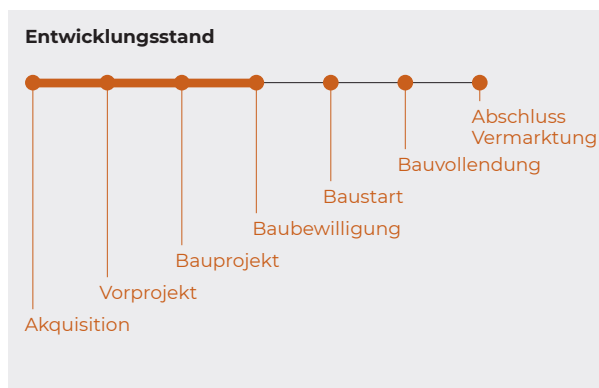 Entwicklungsstand
Abschluss
Vermarktung
Bauvollendung
Baustart
Baubewilligung
Bauprojekt
Vorprojekt
Akquisition